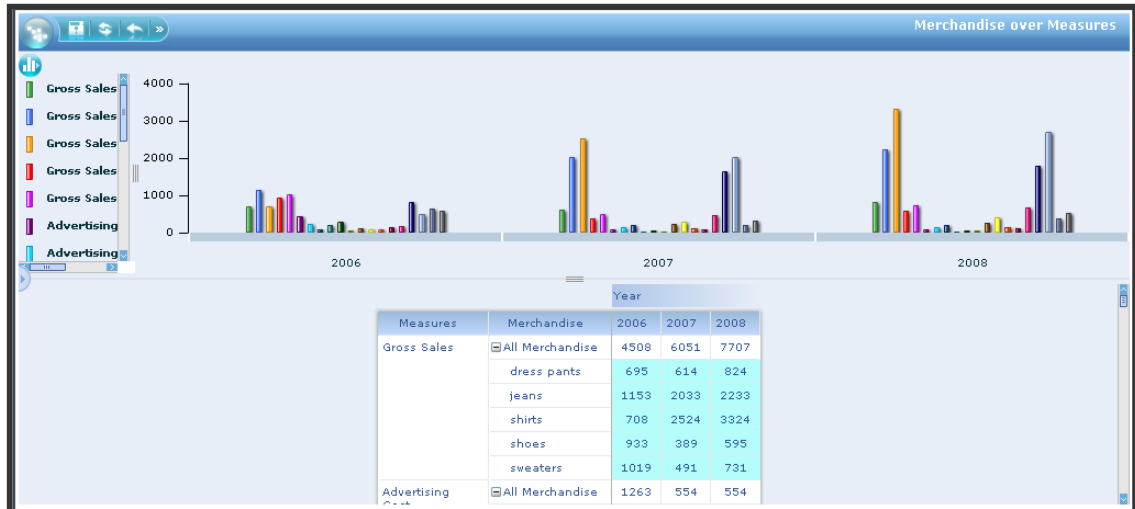 »
Merchandise over Measures
Gross Sales
Gross Sales
Gross Sales
Gross Sales
Gross Sales
Advertising
Advertising
4000
3000
2000
1000
0
2006 2007 2008
Year
Measures Merchandise 2006 2007 2008
Gross Sales All Merchandise 4508 6051 7707
dress pants 695 614 824
jeans 1153 2033 2233
shirts 708 2524 3324
shoes 933 389 595
sweaters 1019 491 731
Advertising All Merchandise 1263 554 554